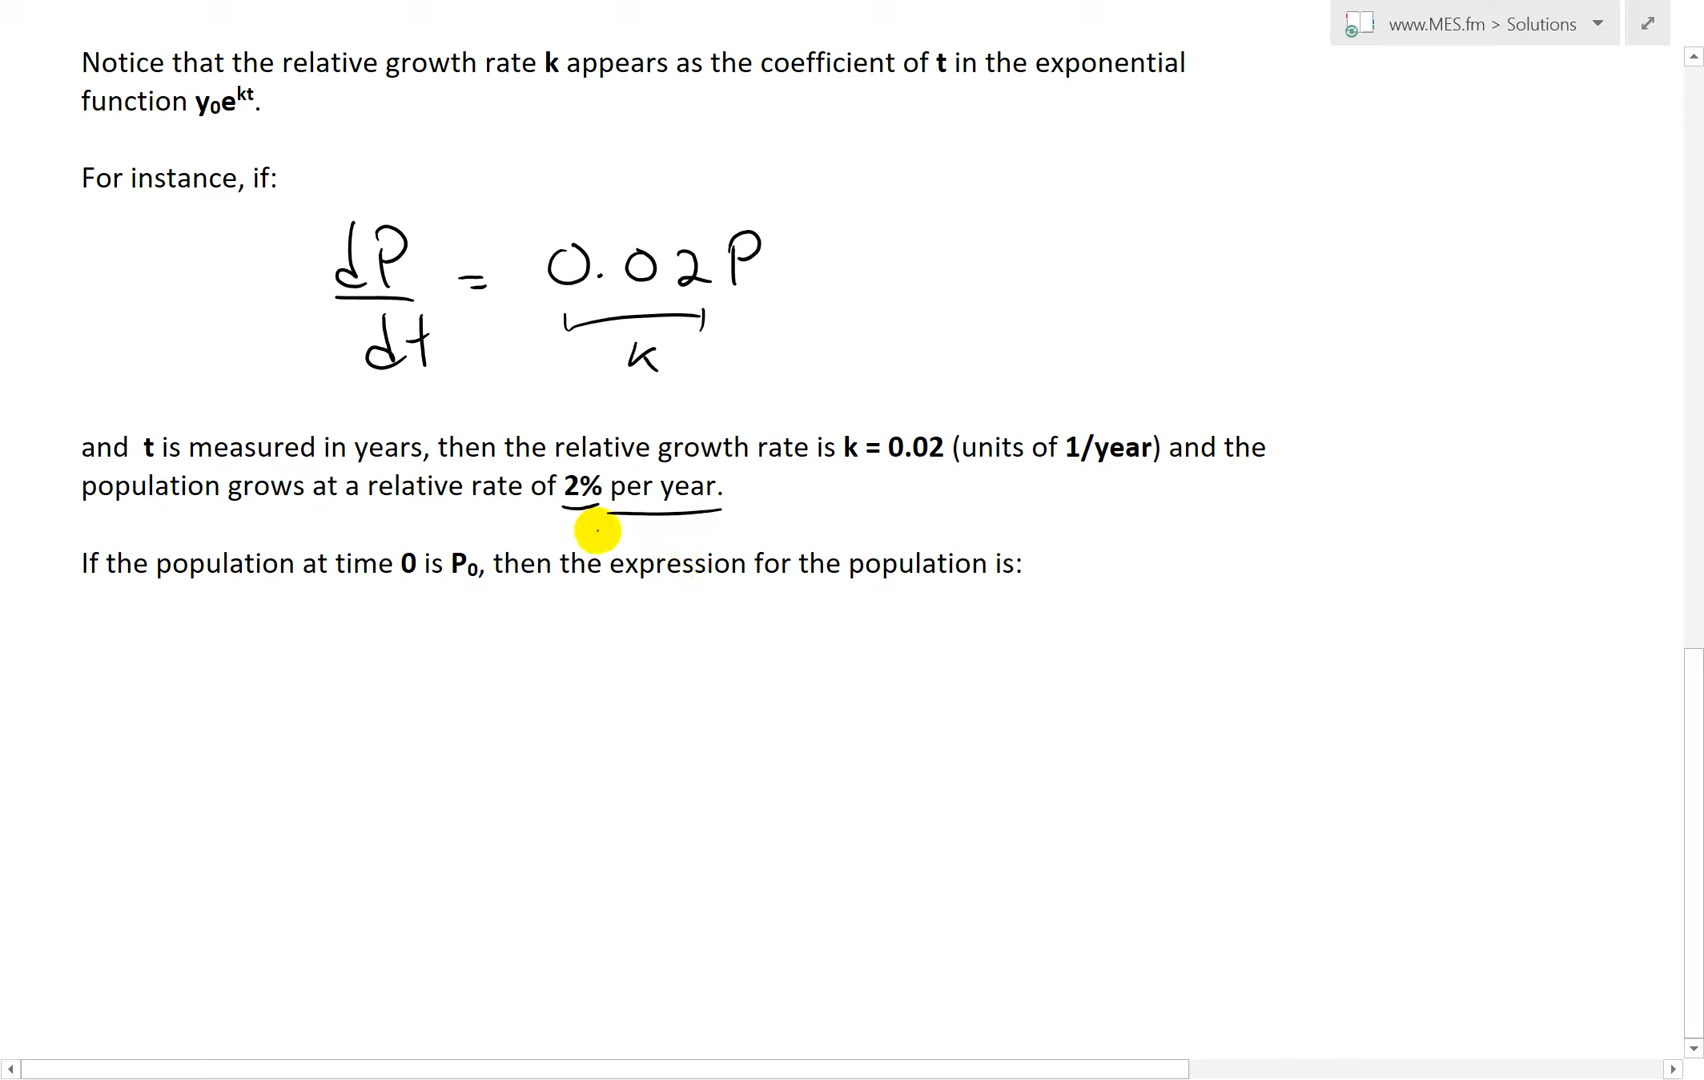 www.MES.fm > Solutions
Notice that the relative growth rate k appears as the coefficient of t in the exponential
function y₀eᵏᵗ.
For instance, if:
dP/dt = 0.02P
k
and t is measured in years, then the relative growth rate is k = 0.02 (units of 1/year) and the
population grows at a relative rate of 2% per year.
If the population at time 0 is P₀, then the expression for the population is: